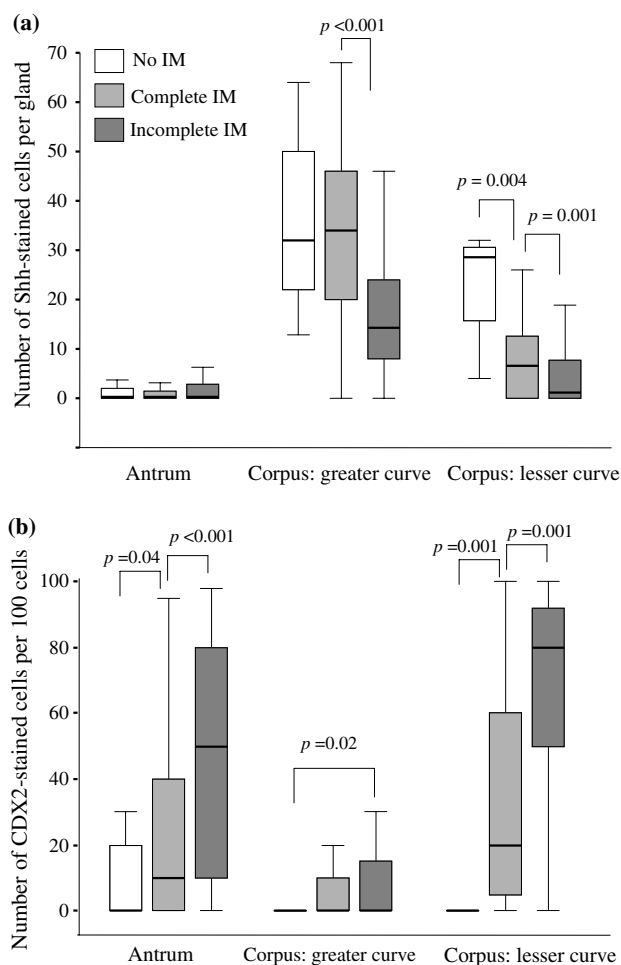 (a)
p <0.001
70
No IM
60
Complete IM
50
Incomplete IM
40
p = 0.004
p = 0.001
30
20
10
0
Number of Shh-stained cells per gland
Antrum Corpus: greater curve Corpus: lesser curve
(b)
p =0.04
p <0.001
p =0.001
p =0.001
100
80
60
p =0.02
40
20
0
Number of CDX2-stained cells per 100 cells
Antrum Corpus: greater curve Corpus: lesser curve